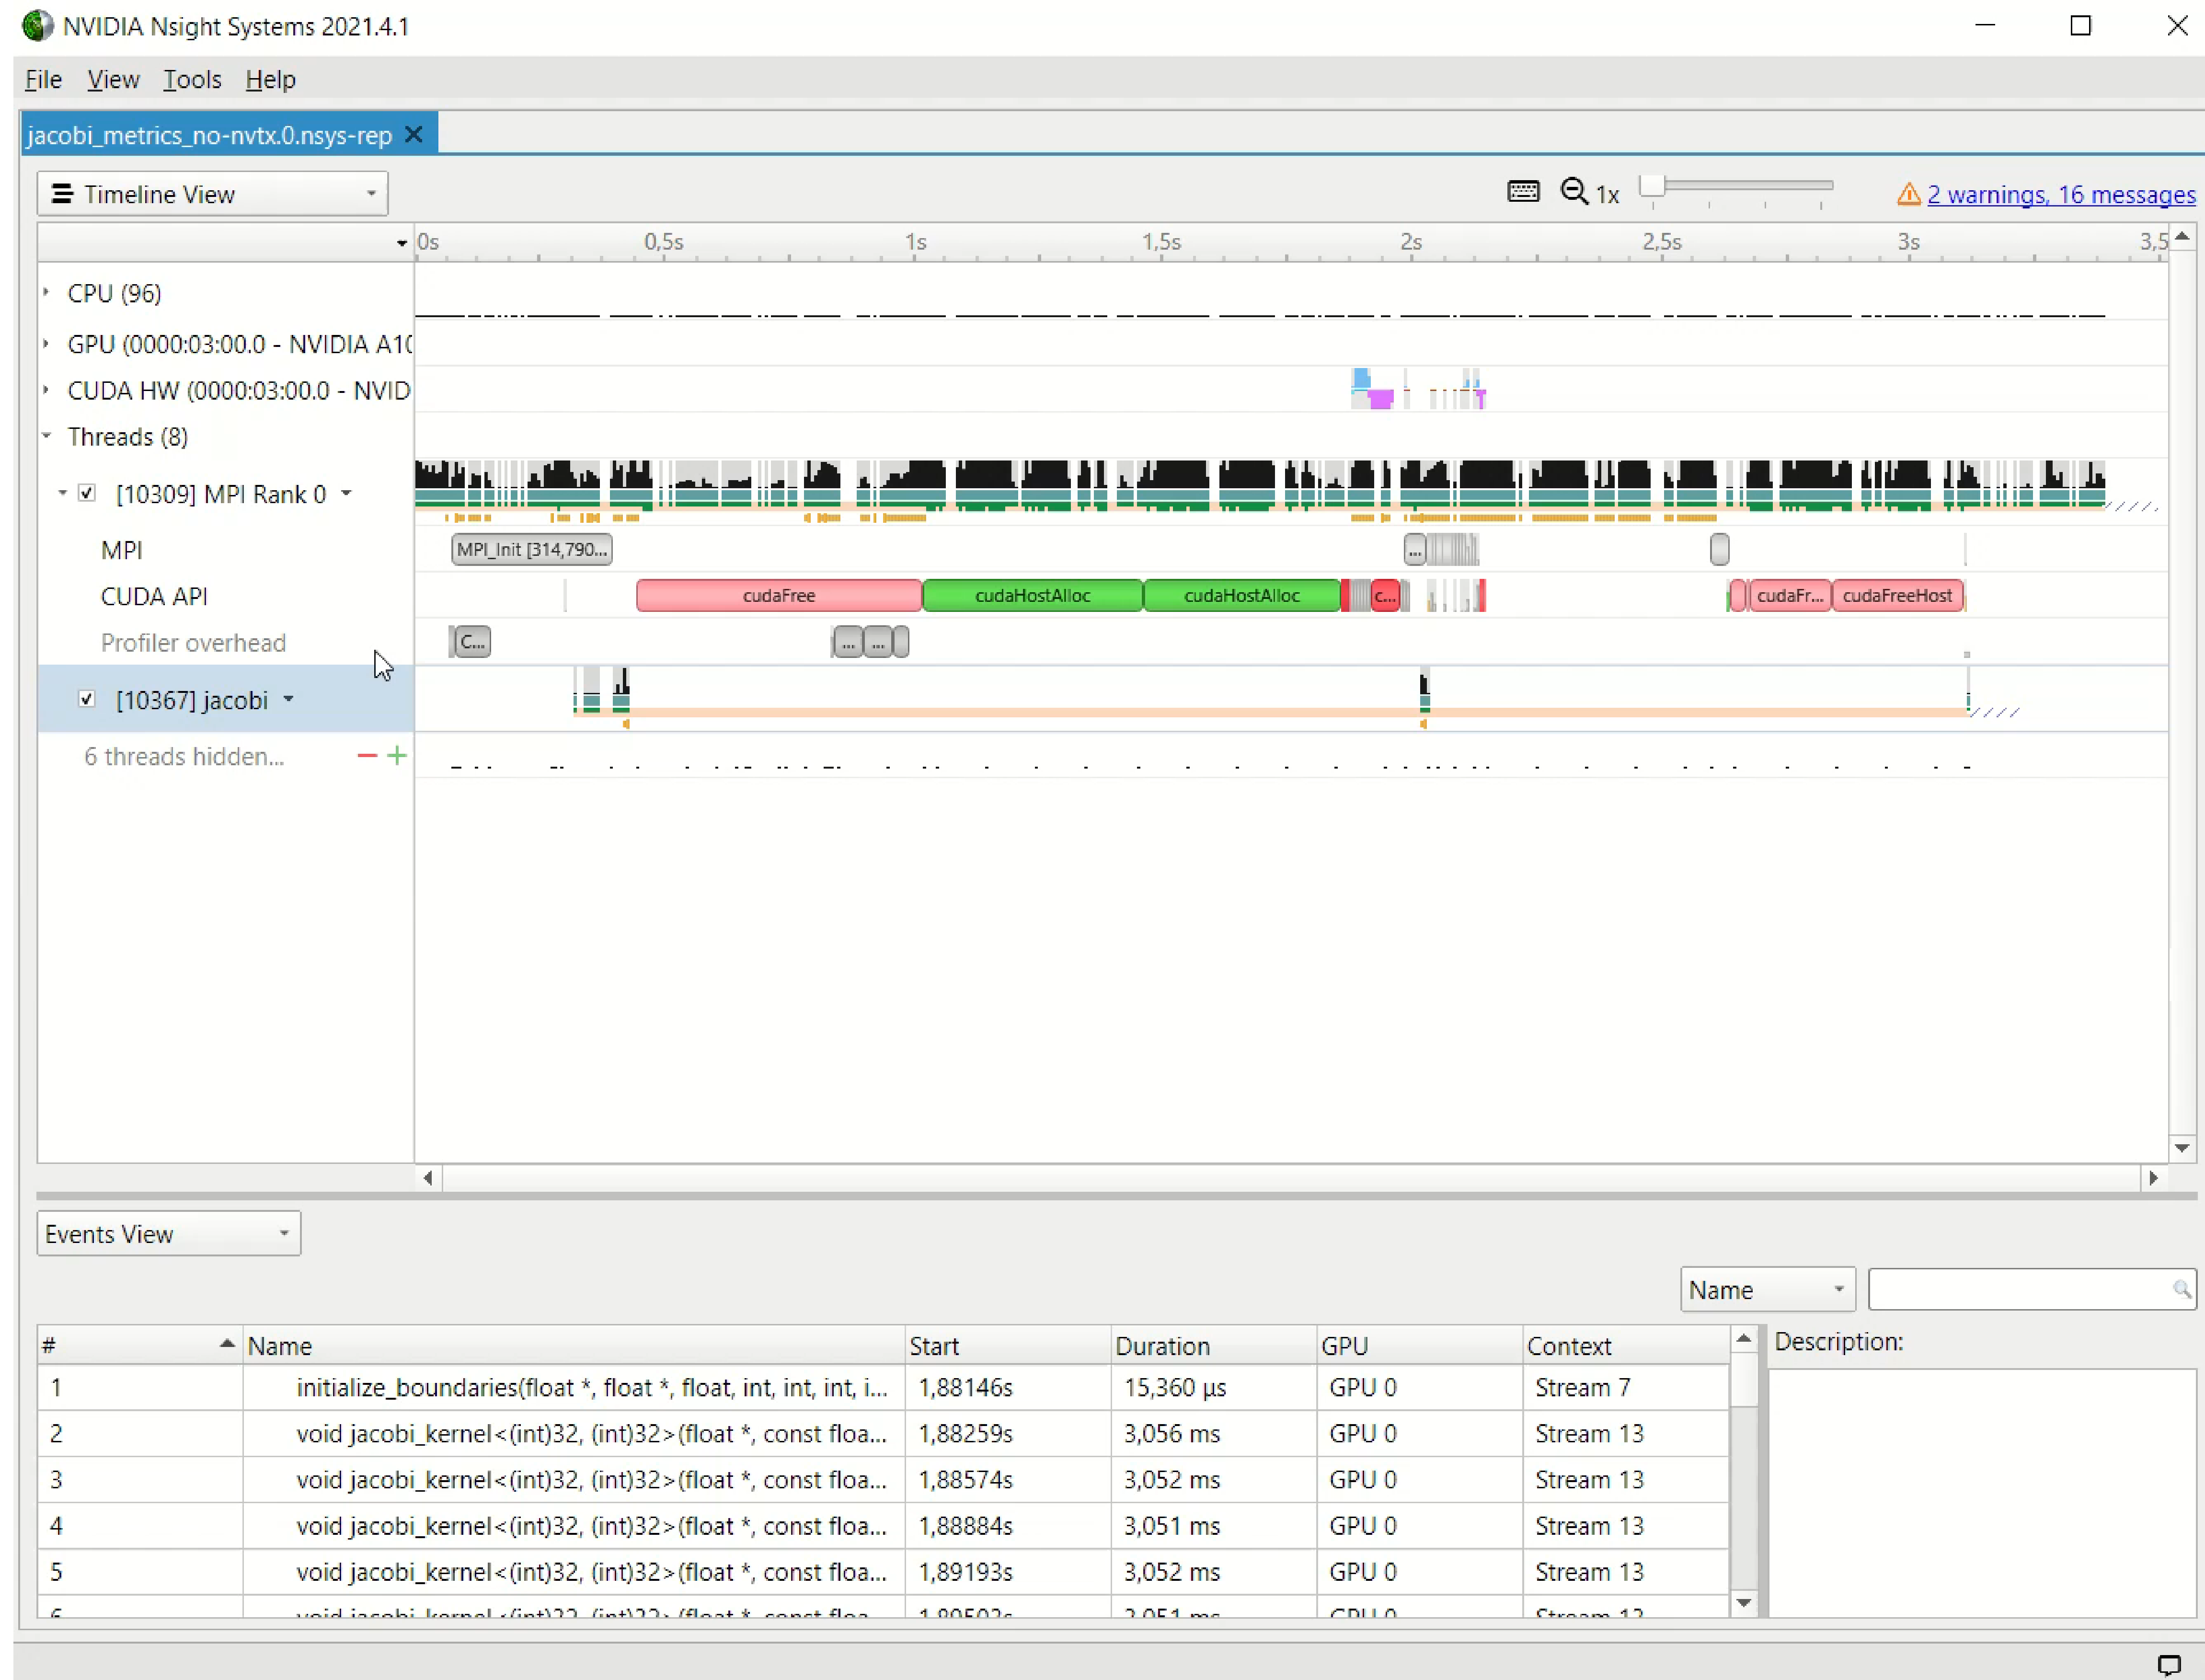 NVIDIA Nsight Systems 2021.4.1
File View Tools Help
jacobi_metrics_no-nvtx.0.nsys-rep
Timeline View 1x 2 warnings, 16 messages
0s 0,5s 1s 1,5s 2s 2,5s 3s 3,5
CPU (96)
GPU (0000:03:00.0 - NVIDIA A10
CUDA HW (0000:03:00.0 - NVID
Threads (8)
[10309] MPI Rank 0
MPI MPI_Init [314,790... ...
CUDA API cudaFree cudaHostAlloc cudaHostAlloc c... cudaFr... cudaFreeHost
Profiler overhead C... ... ...
[10367] jacobi
6 threads hidden... − +
Events View
Name
# Name Start Duration GPU Context Description:
1 initialize_boundaries(float *, float *, float, int, int, int, i... 1,88146s 15,360 μs GPU 0 Stream 7
2 void jacobi_kernel<(int)32, (int)32>(float *, const floa... 1,88259s 3,056 ms GPU 0 Stream 13
3 void jacobi_kernel<(int)32, (int)32>(float *, const floa... 1,88574s 3,052 ms GPU 0 Stream 13
4 void jacobi_kernel<(int)32, (int)32>(float *, const floa... 1,88884s 3,051 ms GPU 0 Stream 13
5 void jacobi_kernel<(int)32, (int)32>(float *, const floa... 1,89193s 3,052 ms GPU 0 Stream 13